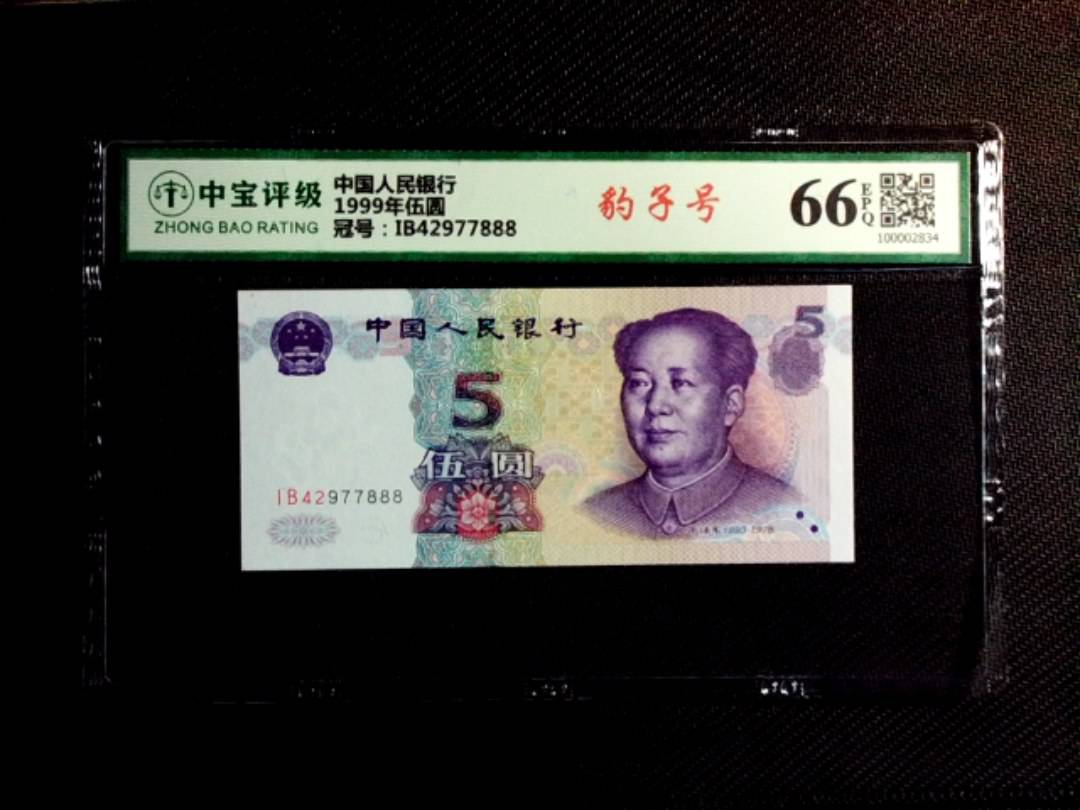 中宝评级
ZHONG BAO RATING
中国人民银行
1999年伍圆
冠号：IB42977888
豹子号
66
EPQ
100002834
中国人民银行
5
5
伍圆
IB42977888